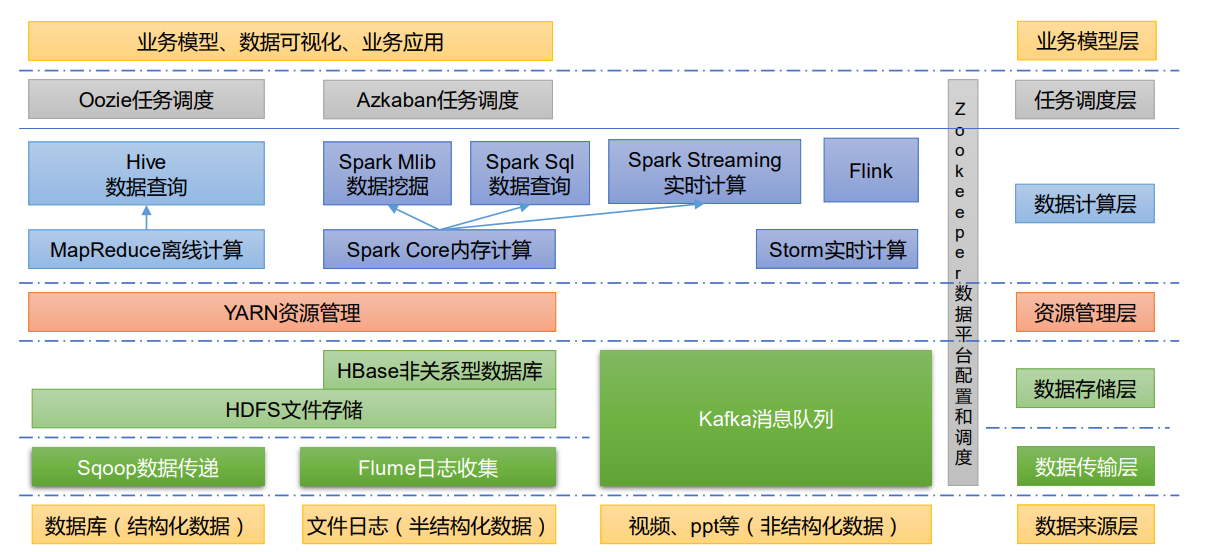 业务模型、数据可视化、业务应用
业务模型层
Oozie任务调度
Azkaban任务调度
任务调度层
Hive
数据查询
Spark Mlib
数据挖掘
Spark Sql
数据查询
Spark Streaming
实时计算
Flink
数据计算层
MapReduce离线计算
Spark Core内存计算
Storm实时计算
Zookeeper数据平台配置和调度
YARN资源管理
资源管理层
HBase非关系型数据库
HDFS文件存储
Kafka消息队列
数据存储层
Sqoop数据传递
Flume日志收集
数据传输层
数据库（结构化数据）
文件日志（半结构化数据）
视频、ppt等（非结构化数据）
数据来源层